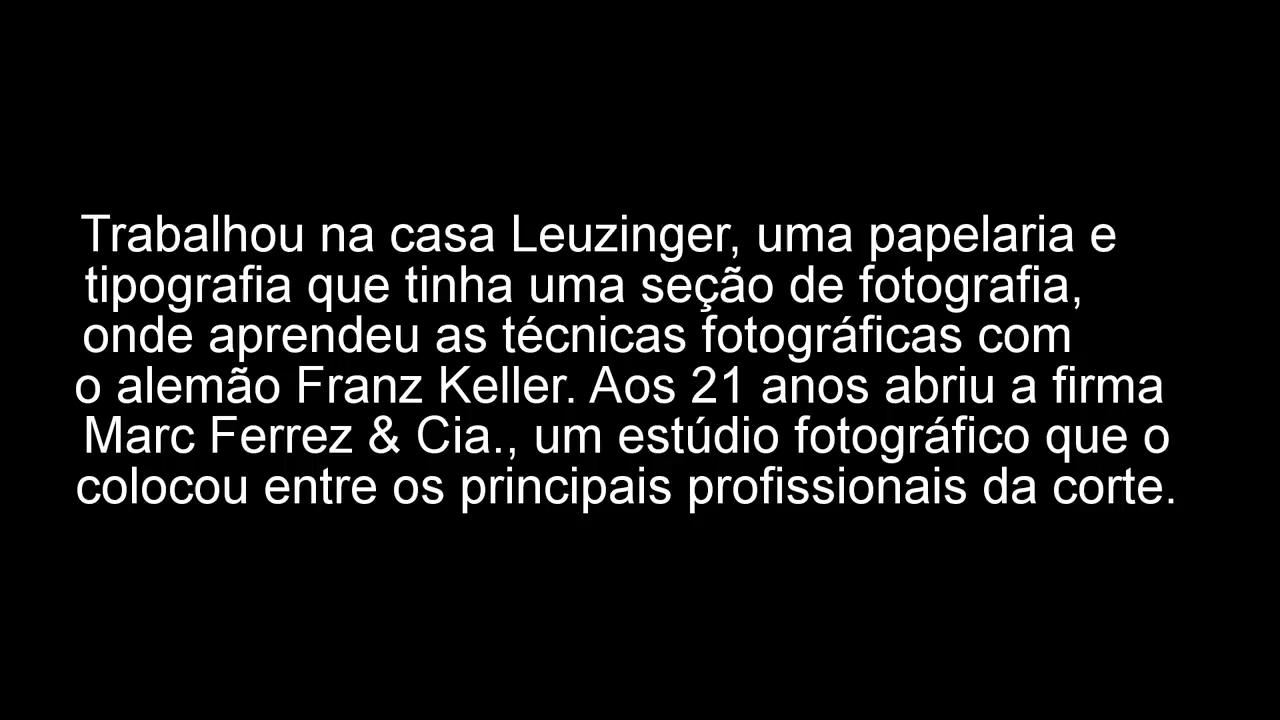 Trabalhou na casa Leuzinger, uma papelaria e
tipografia que tinha uma seção de fotografia,
onde aprendeu as técnicas fotográficas com
o alemão Franz Keller. Aos 21 anos abriu a firma
Marc Ferrez & Cia., um estúdio fotográfico que o
colocou entre os principais profissionais da corte.